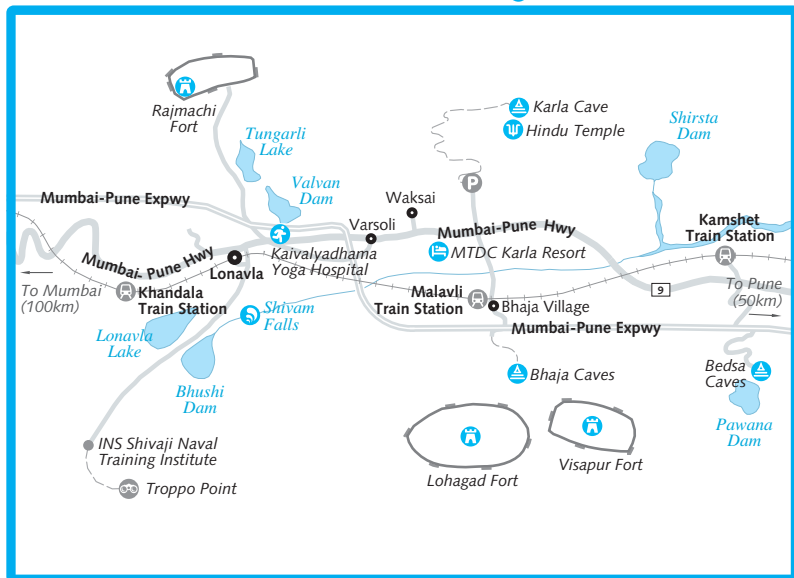 Rajmachi
Fort
Tungarli
Lake
Valvan
Dam
Karla Cave
Hindu Temple
Shirsta
Dam
P
Mumbai-Pune Expwy
Waksai
Varsoli
Mumbai-Pune Hwy
Kamshet
Train Station
Kaivalyadhama
Yoga Hospital
MTDC Karla Resort
Mumbai- Pune Hwy
Lonavla
To Mumbai
(100km)
Khandala
Train Station
Shivam
Falls
Malavli
Train Station
Bhaja Village
9
To Pune
(50km)
Mumbai-Pune Expwy
Lonavla
Lake
Bhushi
Dam
Bhaja Caves
Bedsa
Caves
Pawana
Dam
INS Shivaji Naval
Training Institute
Troppo Point
Lohagad Fort
Visapur Fort